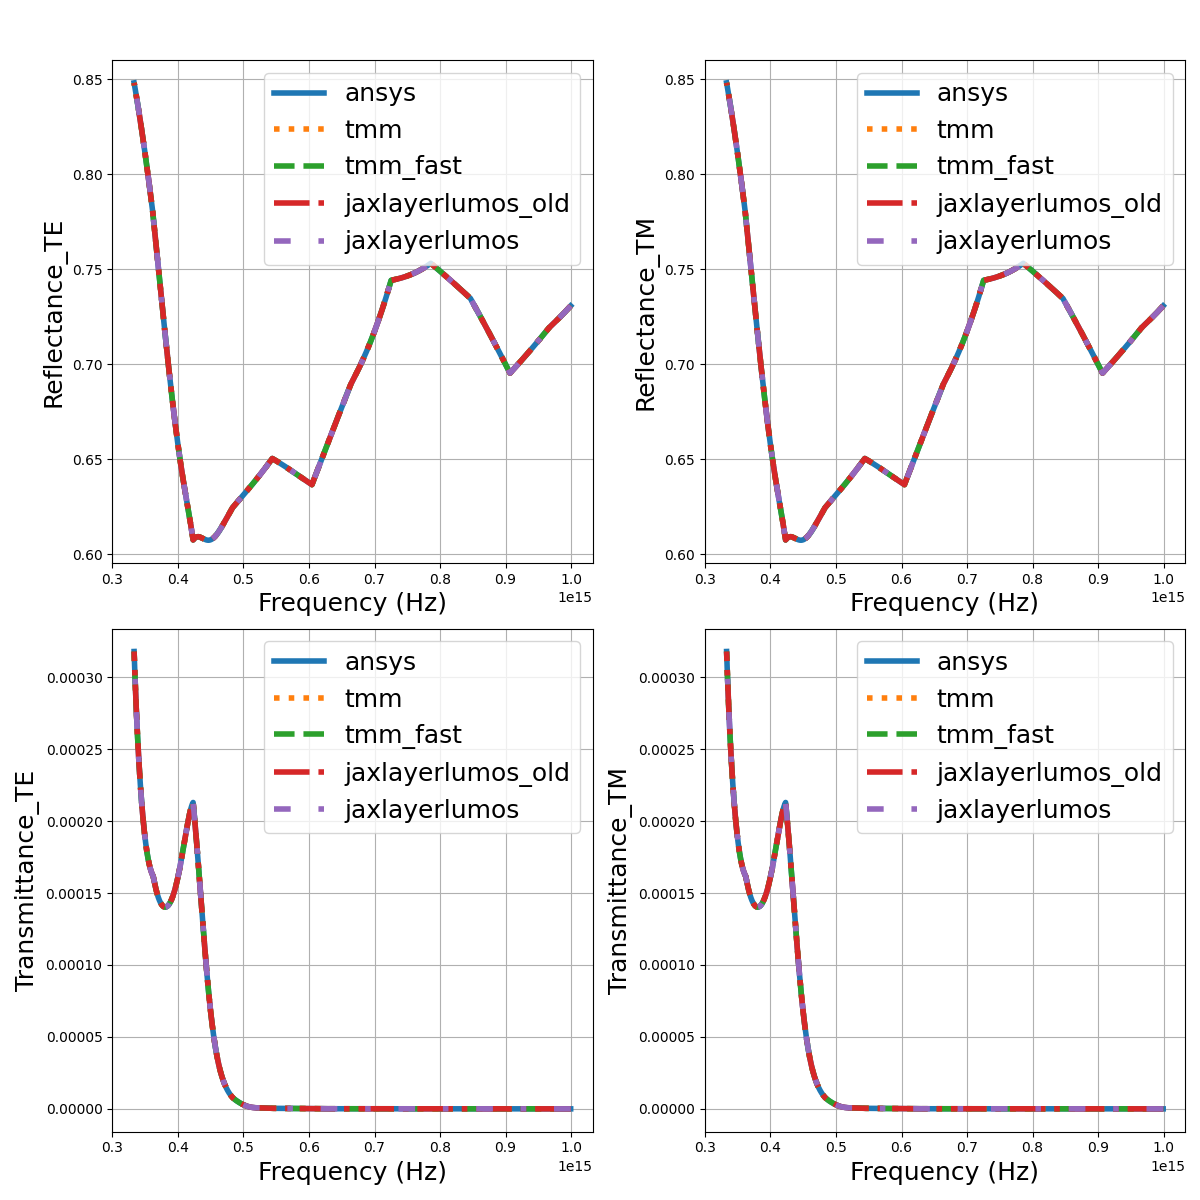 Reflectance_TE
0.85
0.80
0.75
0.70
0.65
0.60
ansys
tmm
tmm_fast
jaxlayerlumos_old
jaxlayerlumos
0.3 0.4 0.5 0.6 0.7 0.8 0.9 1.0
1e15
Frequency (Hz)
Reflectance_TM
0.85
0.80
0.75
0.70
0.65
0.60
ansys
tmm
tmm_fast
jaxlayerlumos_old
jaxlayerlumos
0.3 0.4 0.5 0.6 0.7 0.8 0.9 1.0
1e15
Frequency (Hz)
Transmittance_TE
0.00030
0.00025
0.00020
0.00015
0.00010
0.00005
0.00000
ansys
tmm
tmm_fast
jaxlayerlumos_old
jaxlayerlumos
0.3 0.4 0.5 0.6 0.7 0.8 0.9 1.0
1e15
Frequency (Hz)
Transmittance_TM
0.00030
0.00025
0.00020
0.00015
0.00010
0.00005
0.00000
ansys
tmm
tmm_fast
jaxlayerlumos_old
jaxlayerlumos
0.3 0.4 0.5 0.6 0.7 0.8 0.9 1.0
1e15
Frequency (Hz)